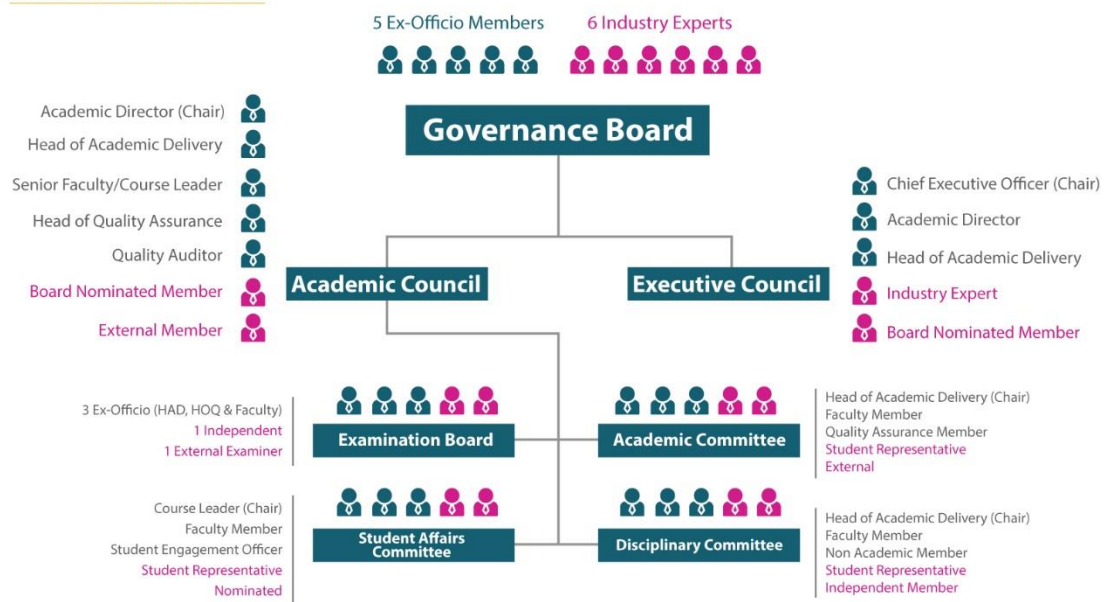 5 Ex-Officio Members
6 Industry Experts
Governance Board
Academic Director (Chair)
Head of Academic Delivery
Senior Faculty/Course Leader
Head of Quality Assurance
Quality Auditor
Board Nominated Member
External Member
Academic Council
Executive Council
Chief Executive Officer (Chair)
Academic Director
Head of Academic Delivery
Industry Expert
Board Nominated Member
3 Ex-Officio (HAD, HOQ & Faculty)
1 Independent
1 External Examiner
Examination Board
Academic Committee
Head of Academic Delivery (Chair)
Faculty Member
Quality Assurance Member
Student Representative
External
Course Leader (Chair)
Faculty Member
Student Engagement Officer
Student Representative
Nominated
Student Affairs
Committee
Disciplinary Committee
Head of Academic Delivery (Chair)
Faculty Member
Non Academic Member
Student Representative
Independent Member